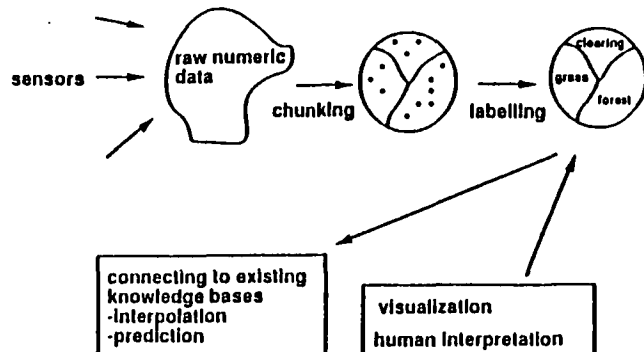 raw numeric
data
sensors
chunking
labelling
clearing
grass
forest
connecting to existing
knowledge bases
-interpolation
-prediction
visualization
human interpretation